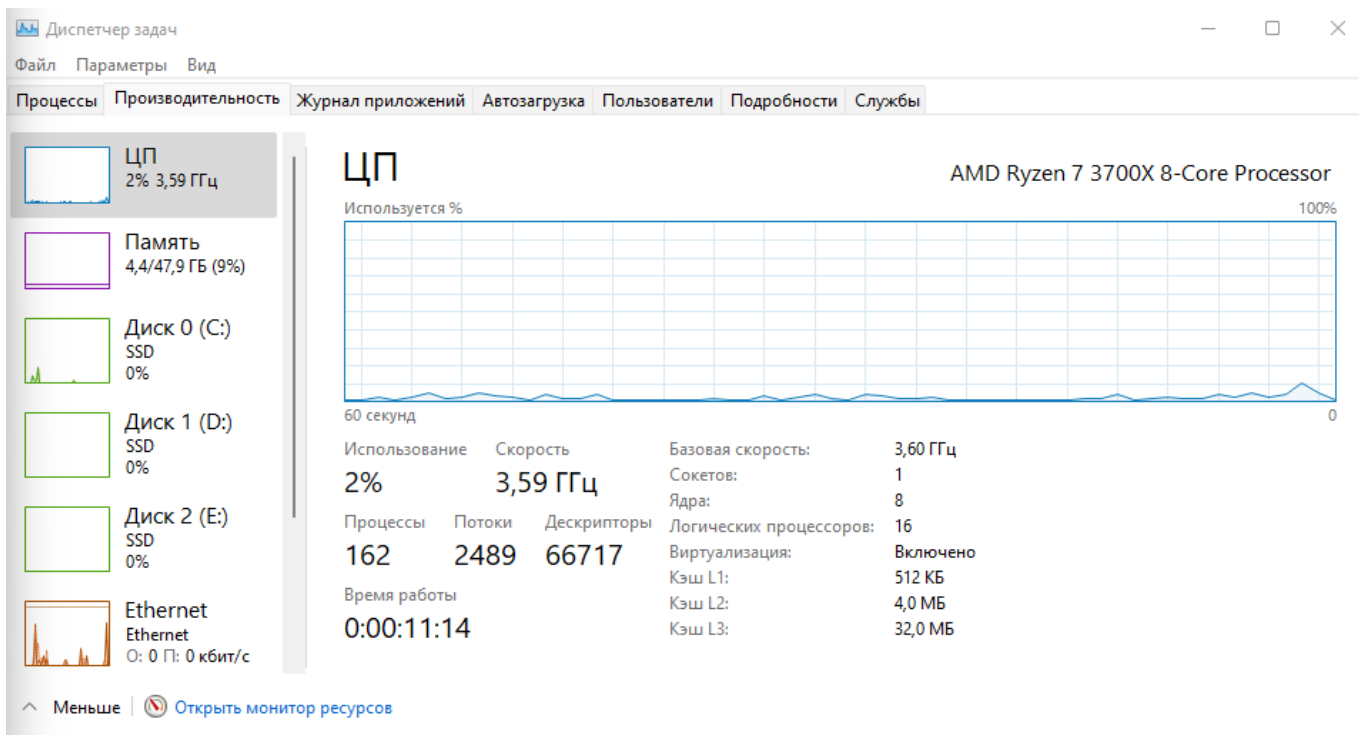 Диспетчер задач
Файл Параметры Вид
Процессы Производительность Журнал приложений Автозагрузка Пользователи Подробности Службы
ЦП
2% 3,59 ГГц
Память
4,4/47,9 ГБ (9%)
Диск 0 (C:)
SSD
0%
Диск 1 (D:)
SSD
0%
Диск 2 (E:)
SSD
0%
Ethernet
Ethernet
О: 0 П: 0 кбит/с
ЦП
AMD Ryzen 7 3700X 8-Core Processor
Используется % 100%
60 секунд 0
Использование Скорость
2% 3,59 ГГц
Процессы Потоки Дескрипторы
162 2489 66717
Время работы
0:00:11:14
Базовая скорость: 3,60 ГГц
Сокетов: 1
Ядра: 8
Логических процессоров: 16
Виртуализация: Включено
Кэш L1: 512 КБ
Кэш L2: 4,0 МБ
Кэш L3: 32,0 МБ
Меньше Открыть монитор ресурсов